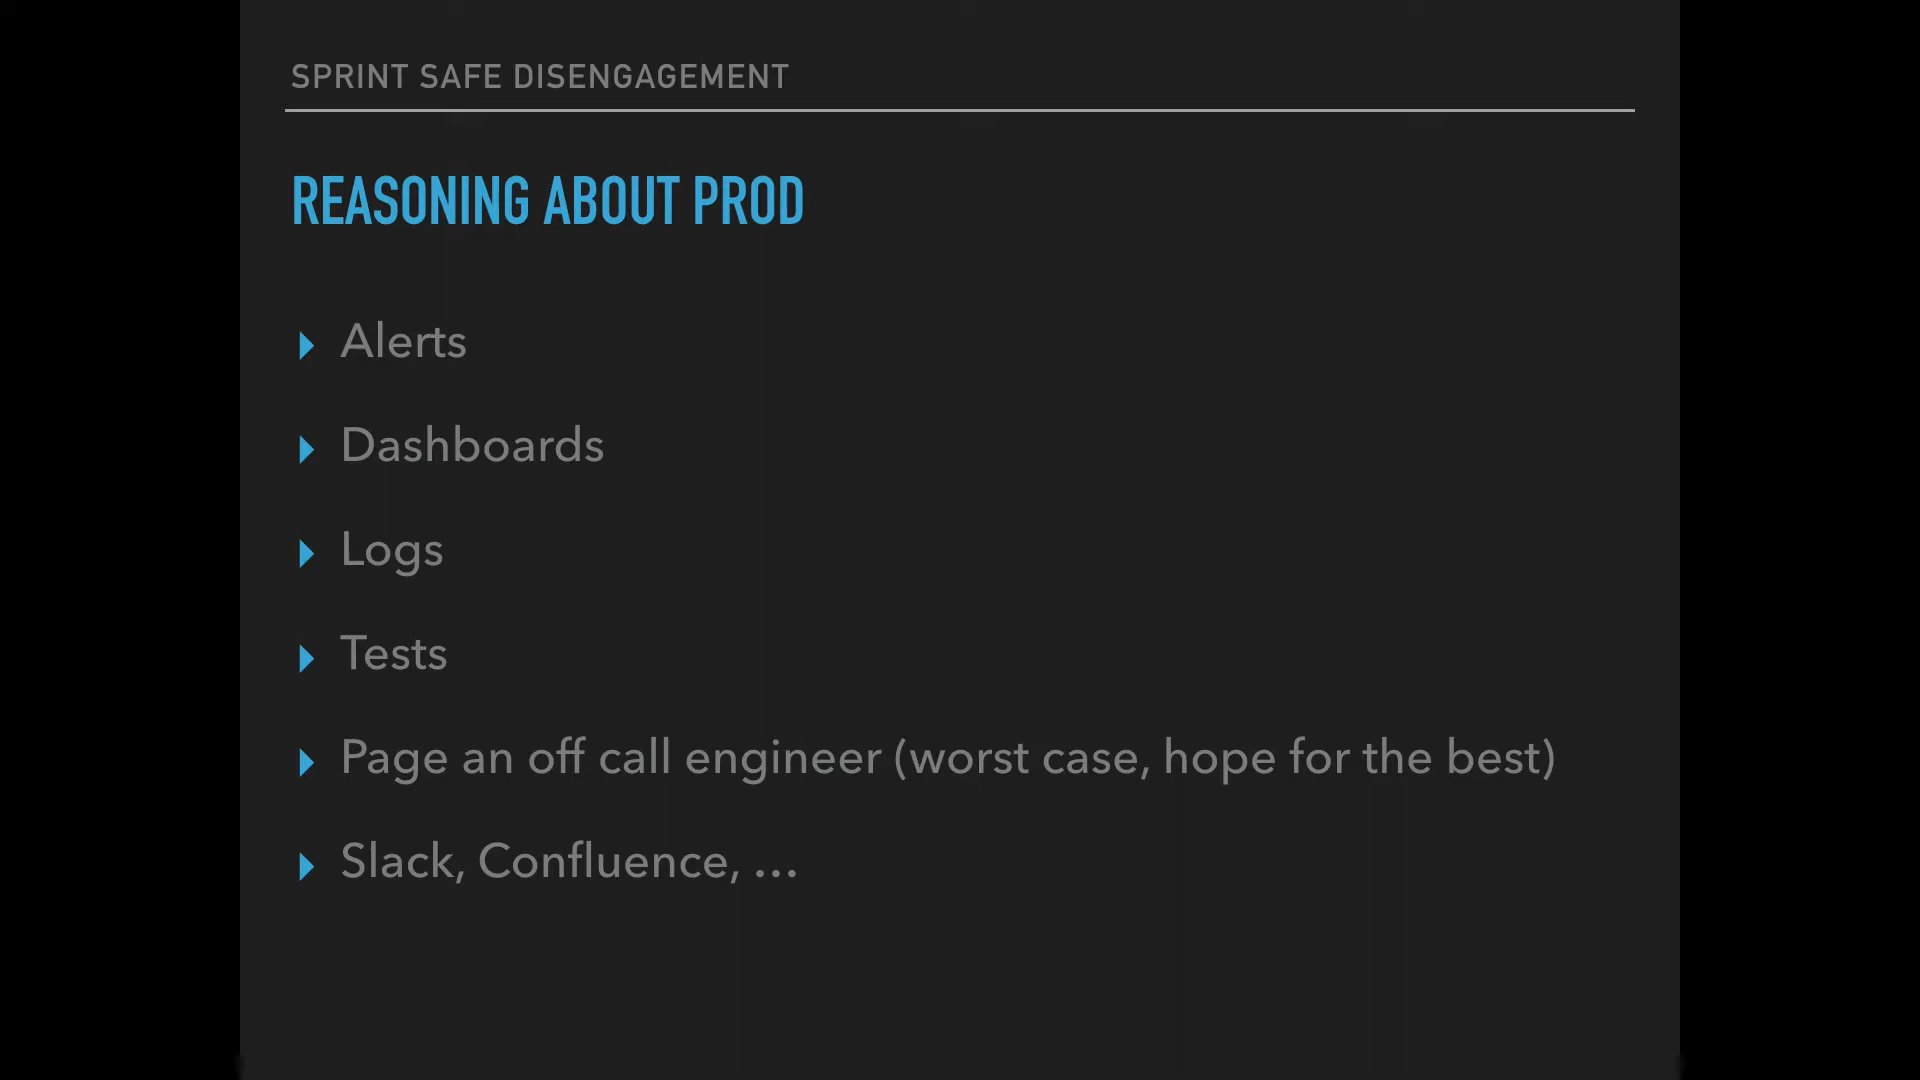 SPRINT SAFE DISENGAGEMENT
REASONING ABOUT PROD
Alerts
Dashboards
Logs
Tests
Page an off call engineer (worst case, hope for the best)
Slack, Confluence, …